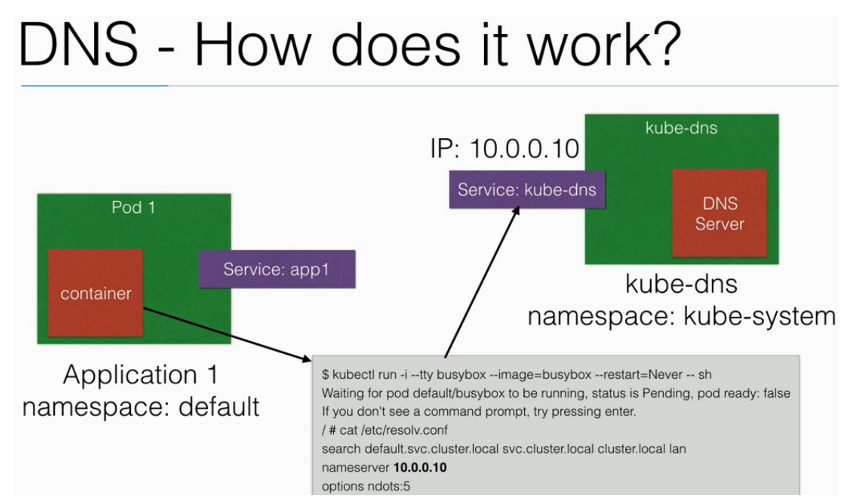 DNS - How does it work?
IP: 10.0.0.10
kube-dns
Service: kube-dns
DNS
Server
kube-dns
namespace: kube-system
Pod 1
container
Service: app1
Application 1
namespace: default
$ kubectl run -i --tty busybox --image=busybox --restart=Never -- sh
Waiting for pod default/busybox to be running, status is Pending, pod ready: false
If you don't see a command prompt, try pressing enter.
/ # cat /etc/resolv.conf
search default.svc.cluster.local svc.cluster.local cluster.local lan
nameserver 10.0.0.10
options ndots:5